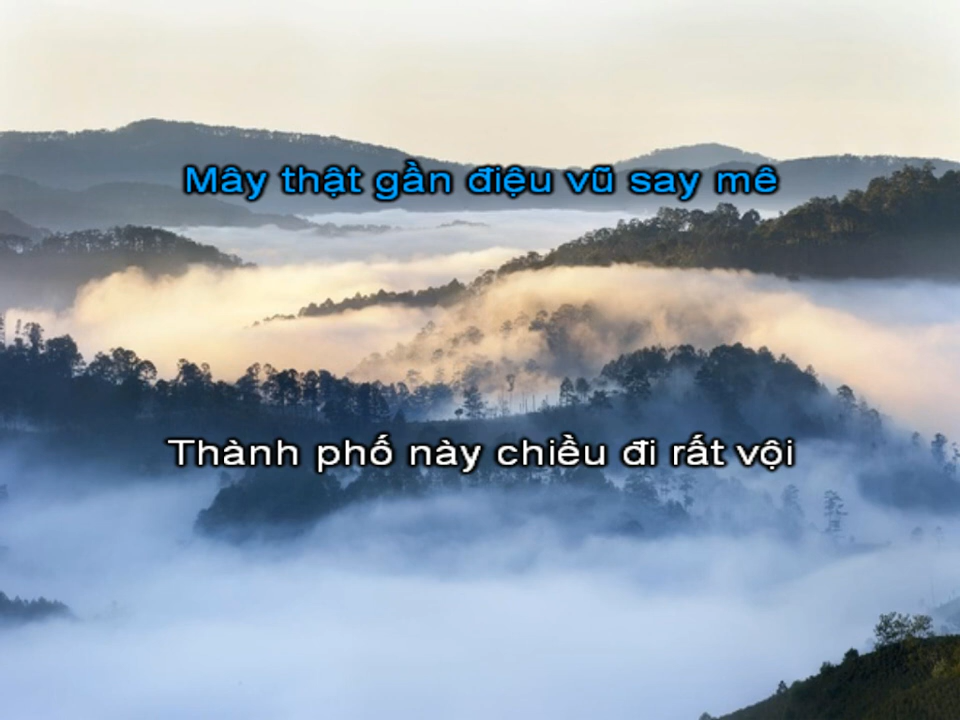 Mây thật gần điệu vũ say mê
Thành phố này chiều đi rất vội